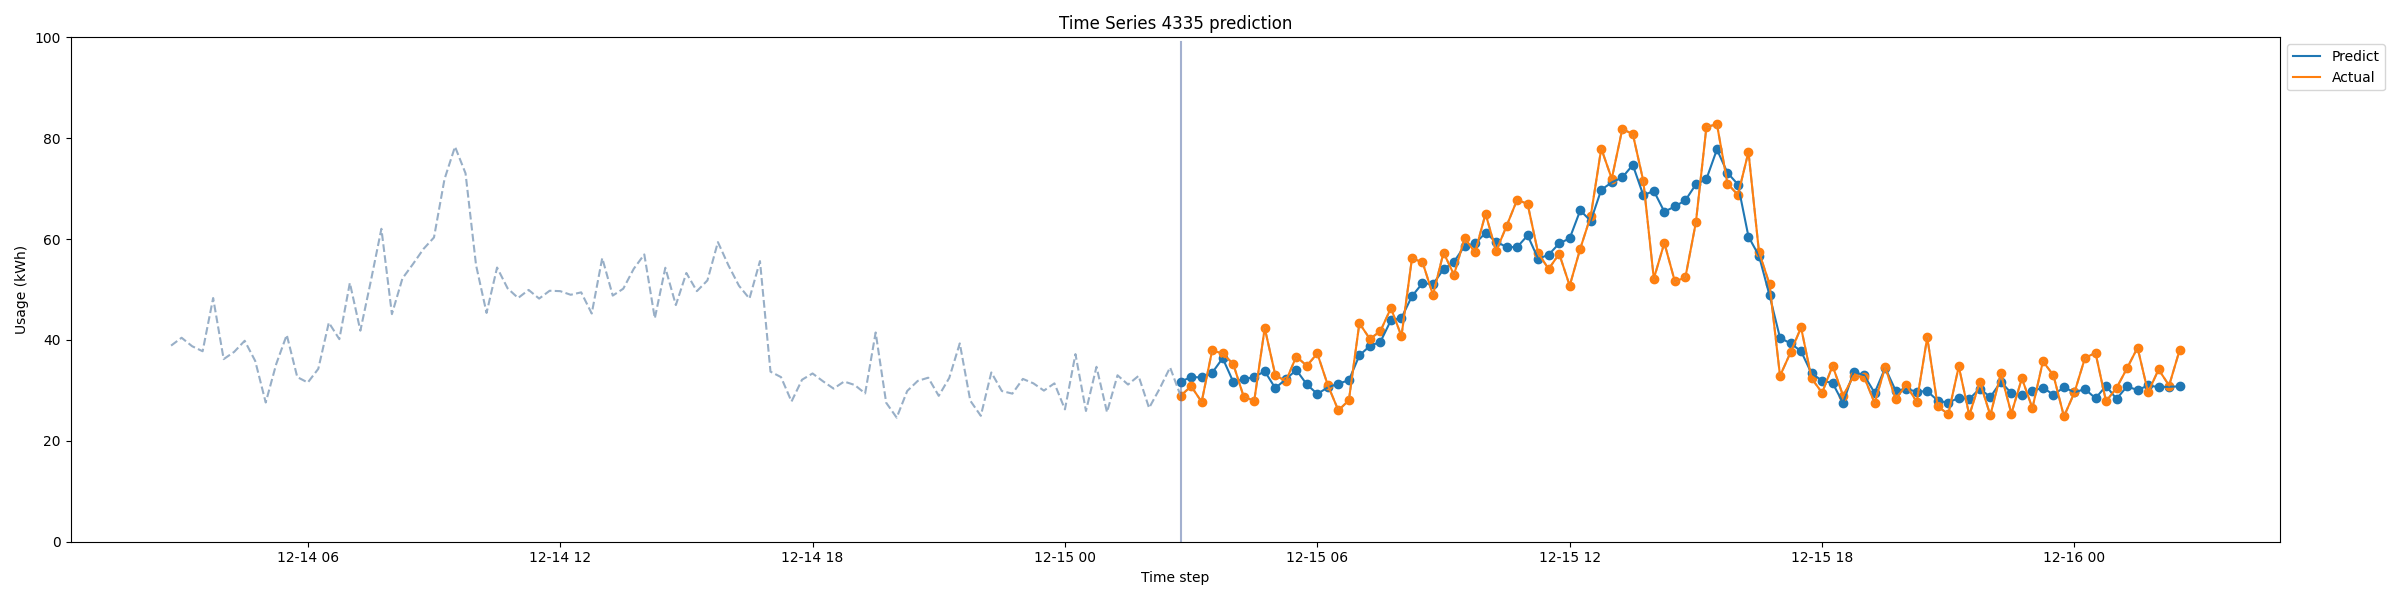 Time Series 4335 prediction
Predict
Actual
Usage (kWh)
100
80
60
40
20
0
12-14 06
12-14 12
12-14 18
12-15 00
12-15 06
12-15 12
12-15 18
12-16 00
Time step